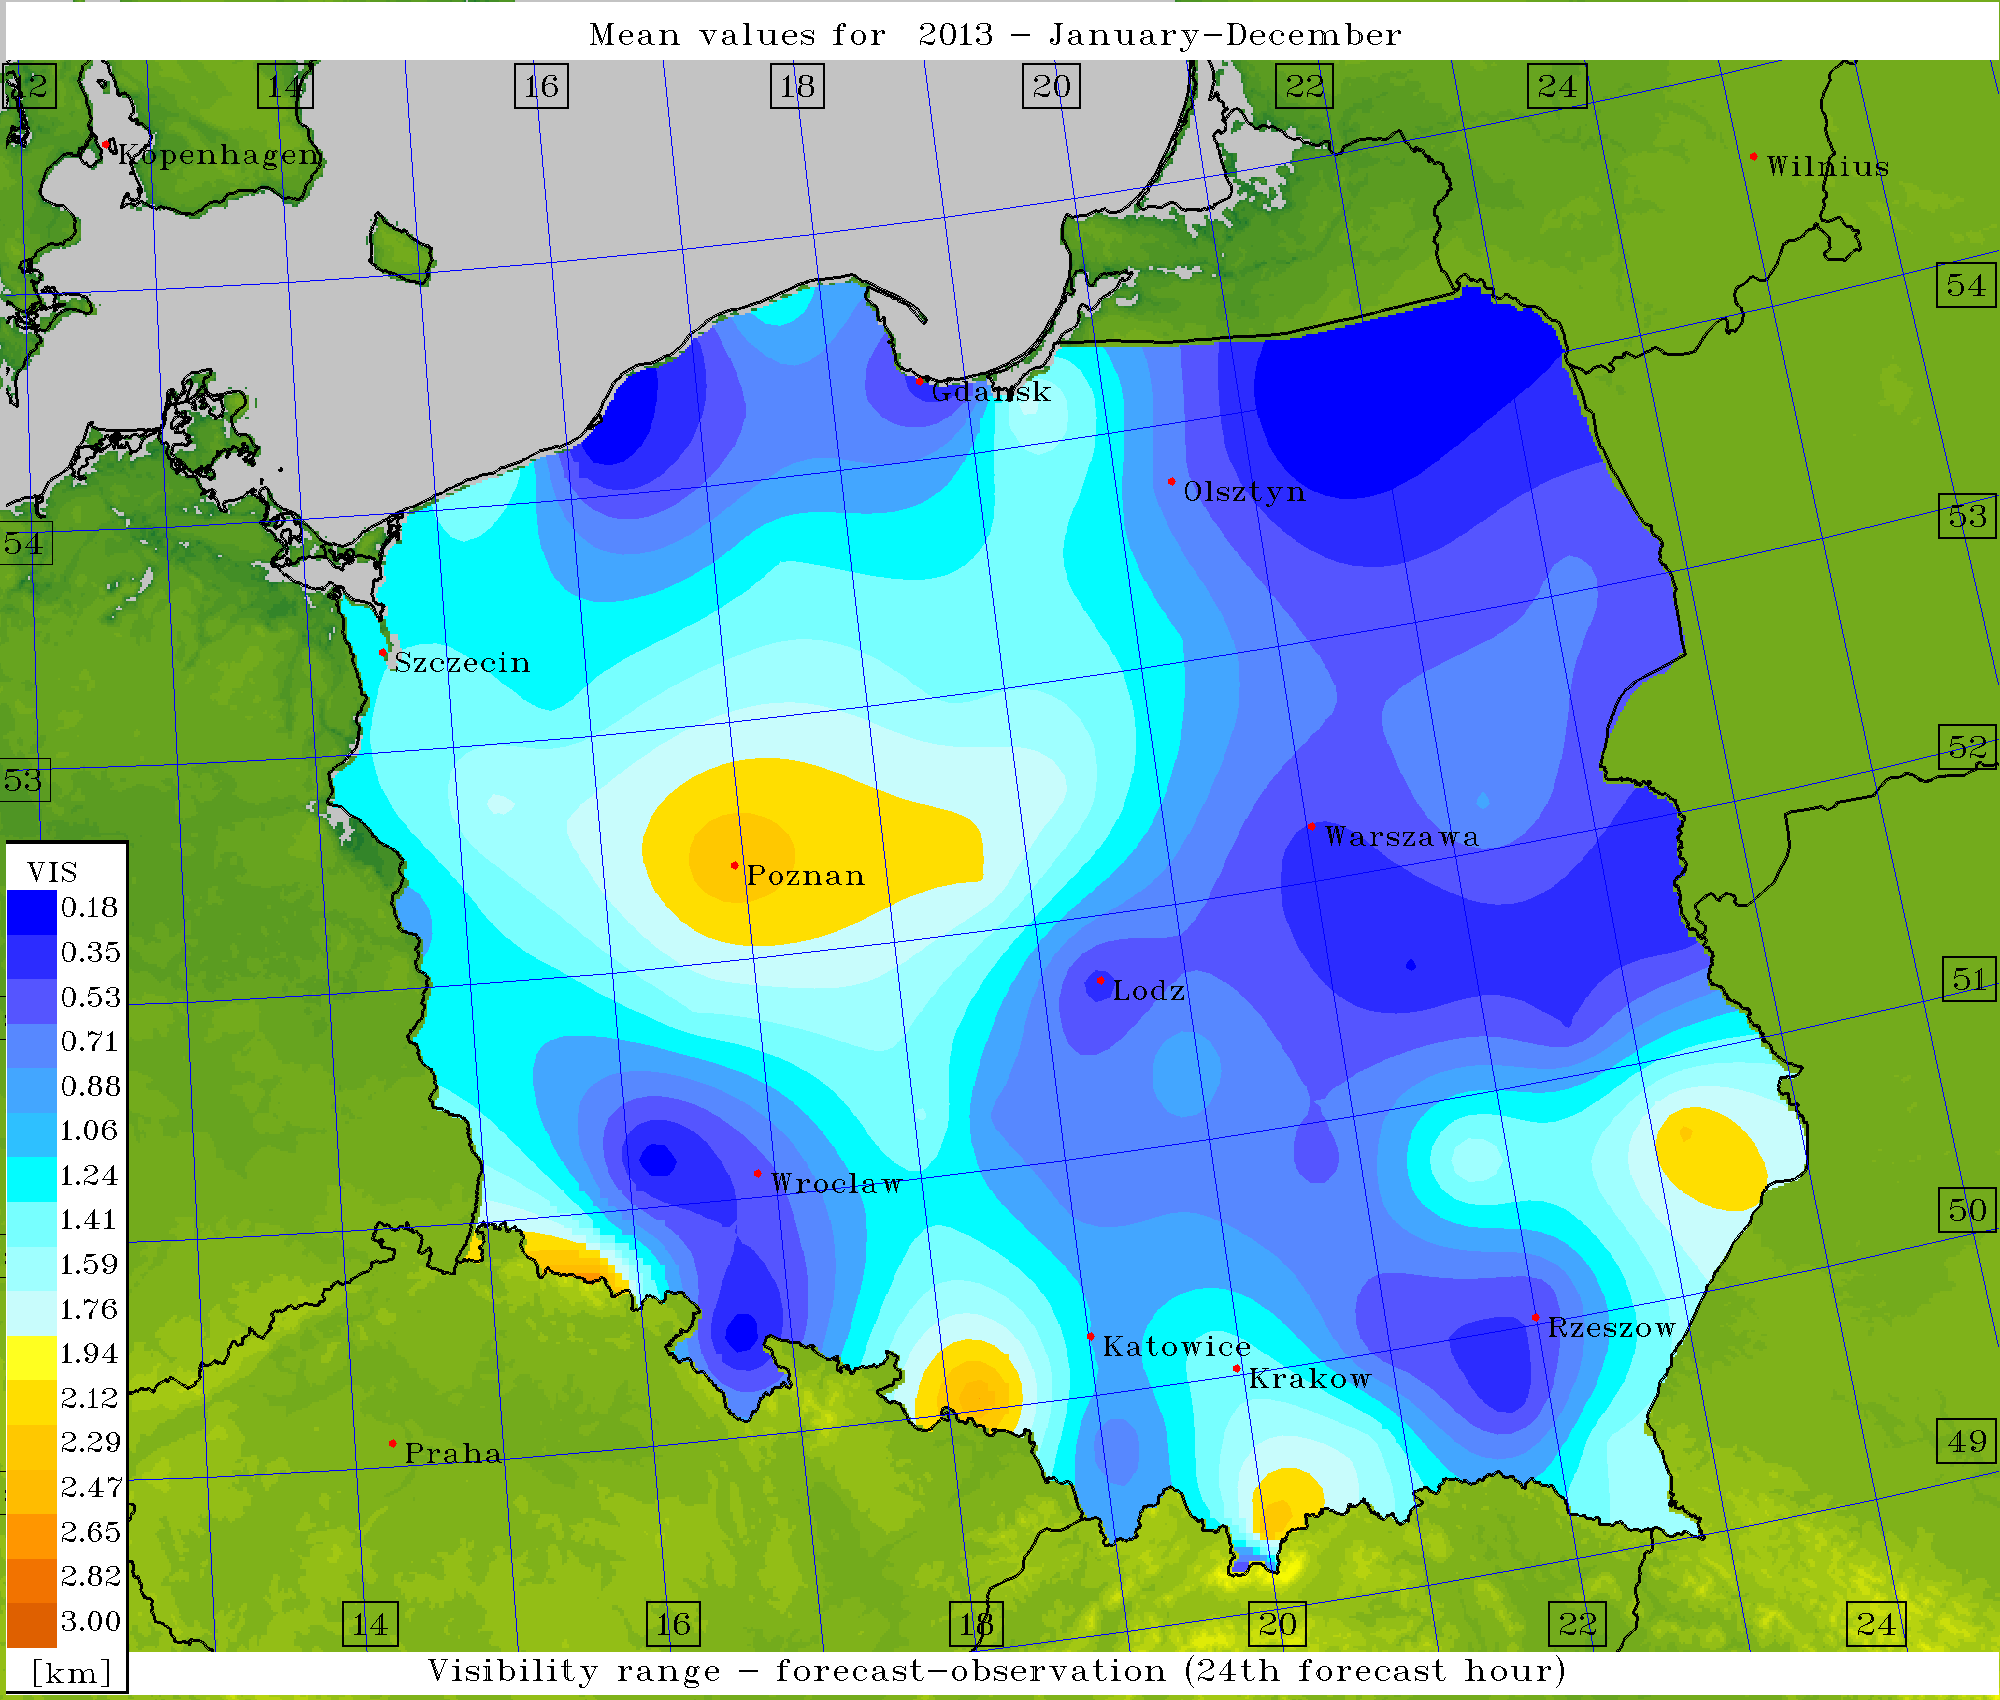 Mean values for 2013 - January-December
12 14 16 18 20 22 24
Kopenhagen
Wilnius
54
Gdansk
Olsztyn
53
54
Szczecin
52
53
Warszawa
VIS
Poznan
0.18
0.35
51
Lodz
0.53
0.71
0.88
1.06
1.24
Wroclaw
50
1.41
1.59
1.76
Rzeszow
1.94
Katowice
2.12
Krakow
2.29
49
Praha
2.47
2.65
2.82
3.00
14 16 18 20 22 24
[km]
Visibility range - forecast-observation (24th forecast hour)